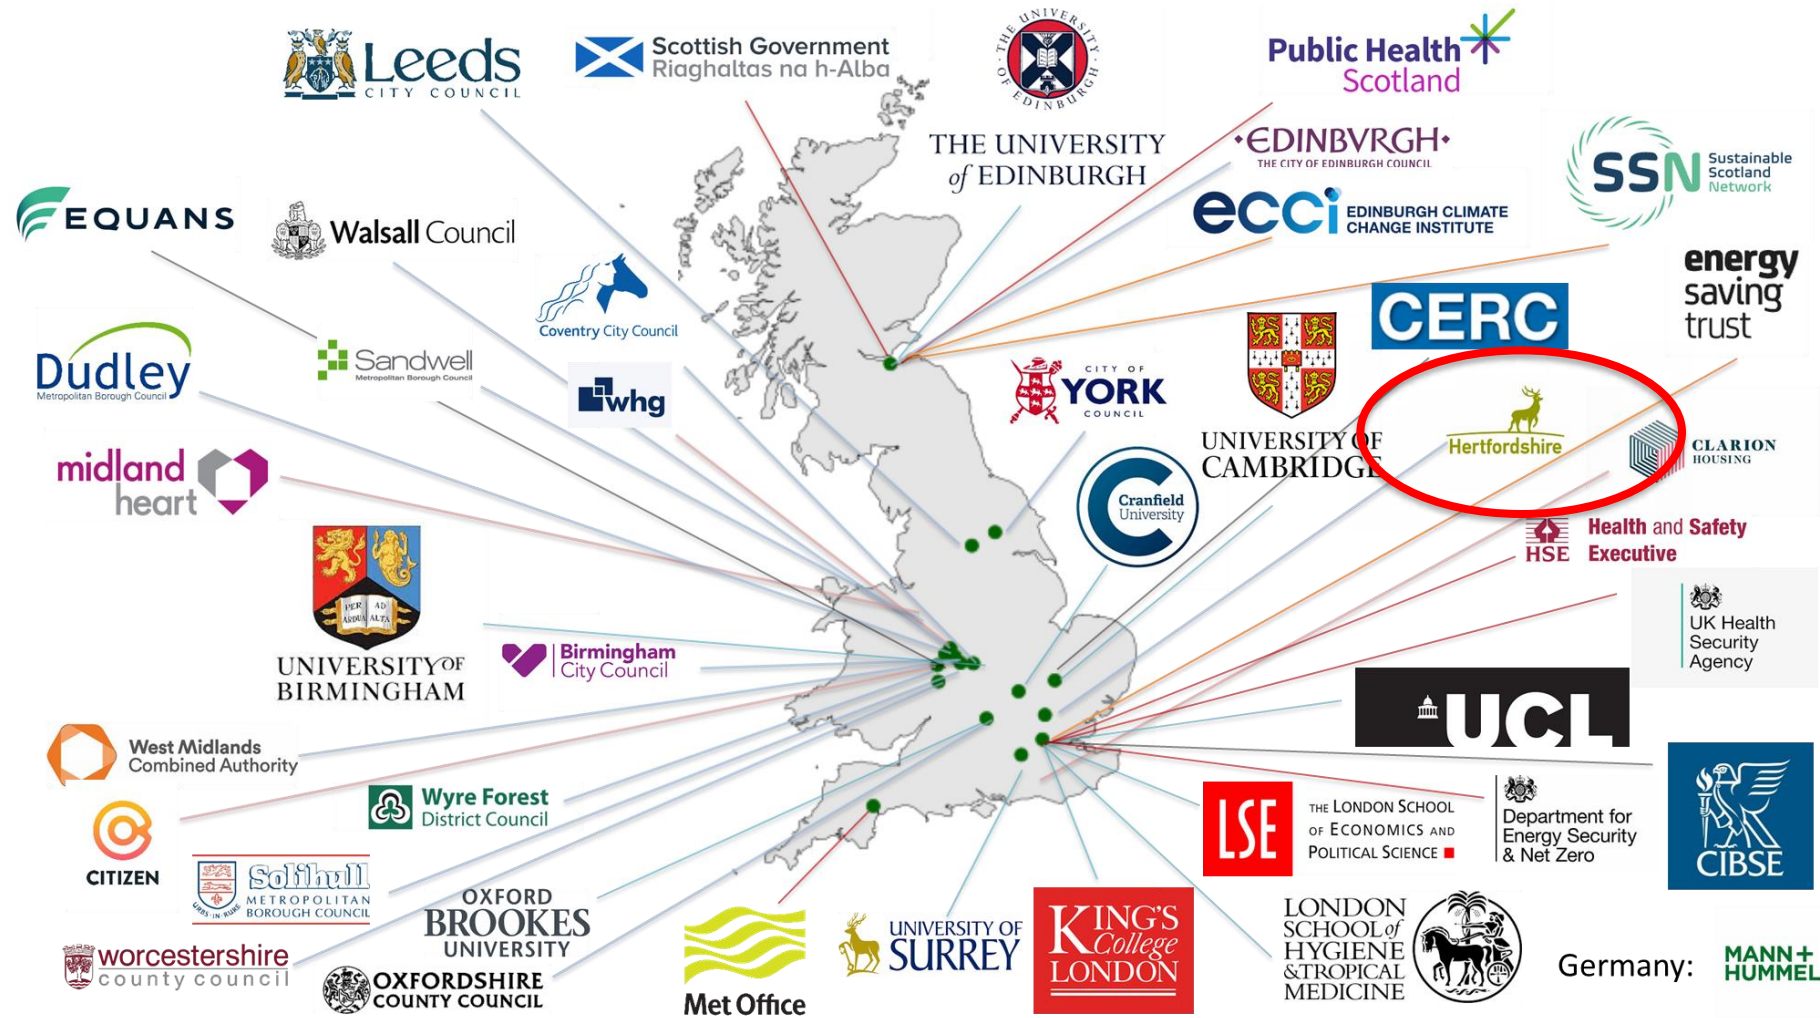 Leeds
CITY COUNCIL
Scottish Government
Riaghaltas na h-Alba
THE UNIVERSITY
OF EDINBURGH
THE UNIVERSITY
of EDINBURGH
Public Health
Scotland
•EDINBVRGH•
THE CITY OF EDINBURGH COUNCIL
SSN
Sustainable
Scotland
Network
ecci
EDINBURGH CLIMATE
CHANGE INSTITUTE
EQUANS
Walsall Council
Coventry City Council
energy
saving
trust
CERC
Dudley
Metropolitan Borough Council
Sandwell
Metropolitan Borough Council
whg
CITY OF
YORK
COUNCIL
UNIVERSITY OF
CAMBRIDGE
Hertfordshire
CLARION
HOUSING
midland
heart
Cranfield
University
HSE
Health and Safety
Executive
PER AD
ARDUA ALTA
UNIVERSITY OF
BIRMINGHAM
Birmingham
City Council
UK Health
Security
Agency
UCL
West Midlands
Combined Authority
CITIZEN
Wyre Forest
District Council
LSE
THE LONDON SCHOOL
OF ECONOMICS AND
POLITICAL SCIENCE
Department for
Energy Security
& Net Zero
CIBSE
URBS·IN·RURE
Solihull
METROPOLITAN
BOROUGH COUNCIL
OXFORD
BROOKES
UNIVERSITY
worcestershire
county council
OXFORDSHIRE
COUNTY COUNCIL
Met Office
UNIVERSITY OF
SURREY
KING'S
College
LONDON
LONDON
SCHOOL of
HYGIENE
&TROPICAL
MEDICINE
Germany:
MANN+
HUMMEL